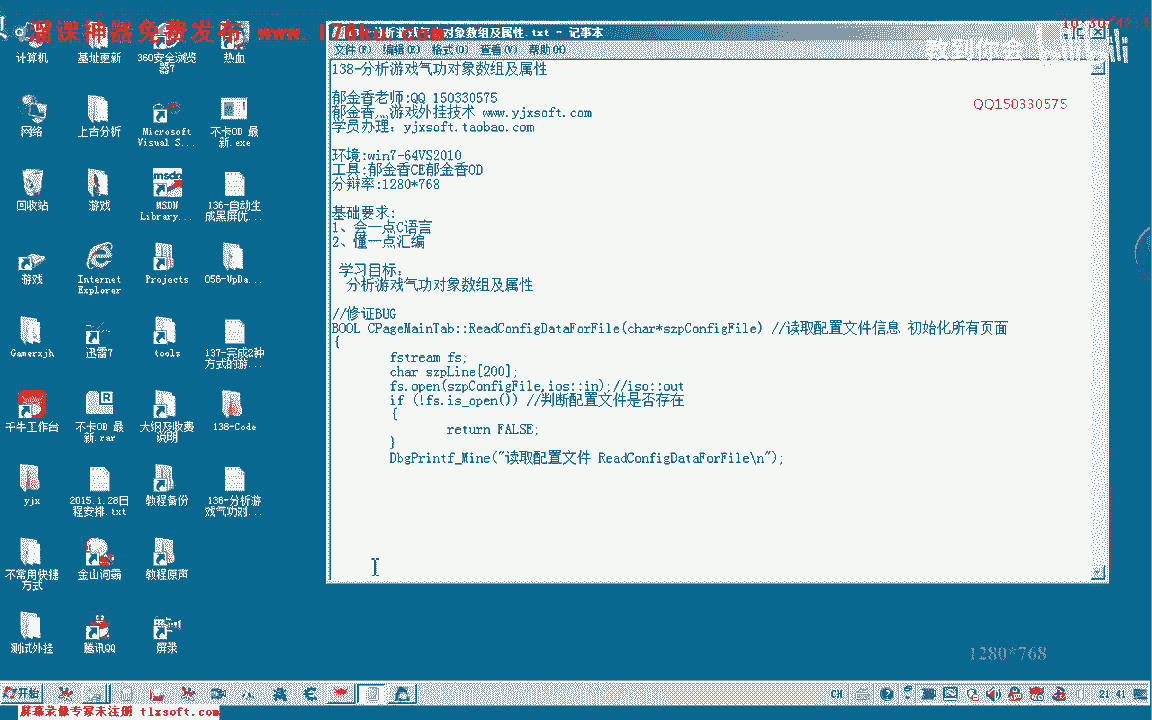 溜课神器免费发布 www.176ku.com
教到你会
QQ150330575
计算机
基址更新
360安全浏览
器7
热血
网络
上古分析
Microsoft
Visual S...
不卡OD 最
新.exe
回收站
游戏
MSDN
Library...
136-自动生
成黑屏优...
游戏
Internet
Explorer
Projects
056-UpDa...
Gamerxjh
迅雷7
tools
137-完成2种
方式的游...
千牛工作台
不卡OD 最
新.rar
大纲及收费
说明
138-Code
yjx
2015.1.28日
程安排.txt
教程备份
138-分析游
戏气功对...
不常用快捷
方式
金山词霸
教程原声
测试外挂
腾讯QQ
屏录
分析游戏气功对象数组及属性.txt - 记事本
文件(F) 编辑(E) 格式(O) 查看(V) 帮助(H)
138-分析游戏气功对象数组及属性
郁金香老师:QQ 150330575
郁金香灬游戏外挂技术 www.yjxsoft.com
学员办理: yjxsoft.taobao.com
环境:win7-64VS2010
工具:郁金香CE郁金香OD
分辩率:1280*768
基础要求:
1、会一点C语言
2、懂一点汇编
学习目标:
分析游戏气功对象数组及属性
//修证BUG
BOOL CPageMainTab::ReadConfigDataForFile(char*szpConfigFile) //读取配置文件信息 初始化所有页面
{
fstream fs;
char szpLine[200];
fs.open(szpConfigFile,ios::in);//iso::out
if (!fs.is_open()) //判断配置文件是否存在
{
return FALSE;
}
DbgPrintf_Mine("读取配置文件 ReadConfigDataForFile\n");
1280*768
开始
CH
21:41
屏幕录像专家未注册 tlxsoft.com